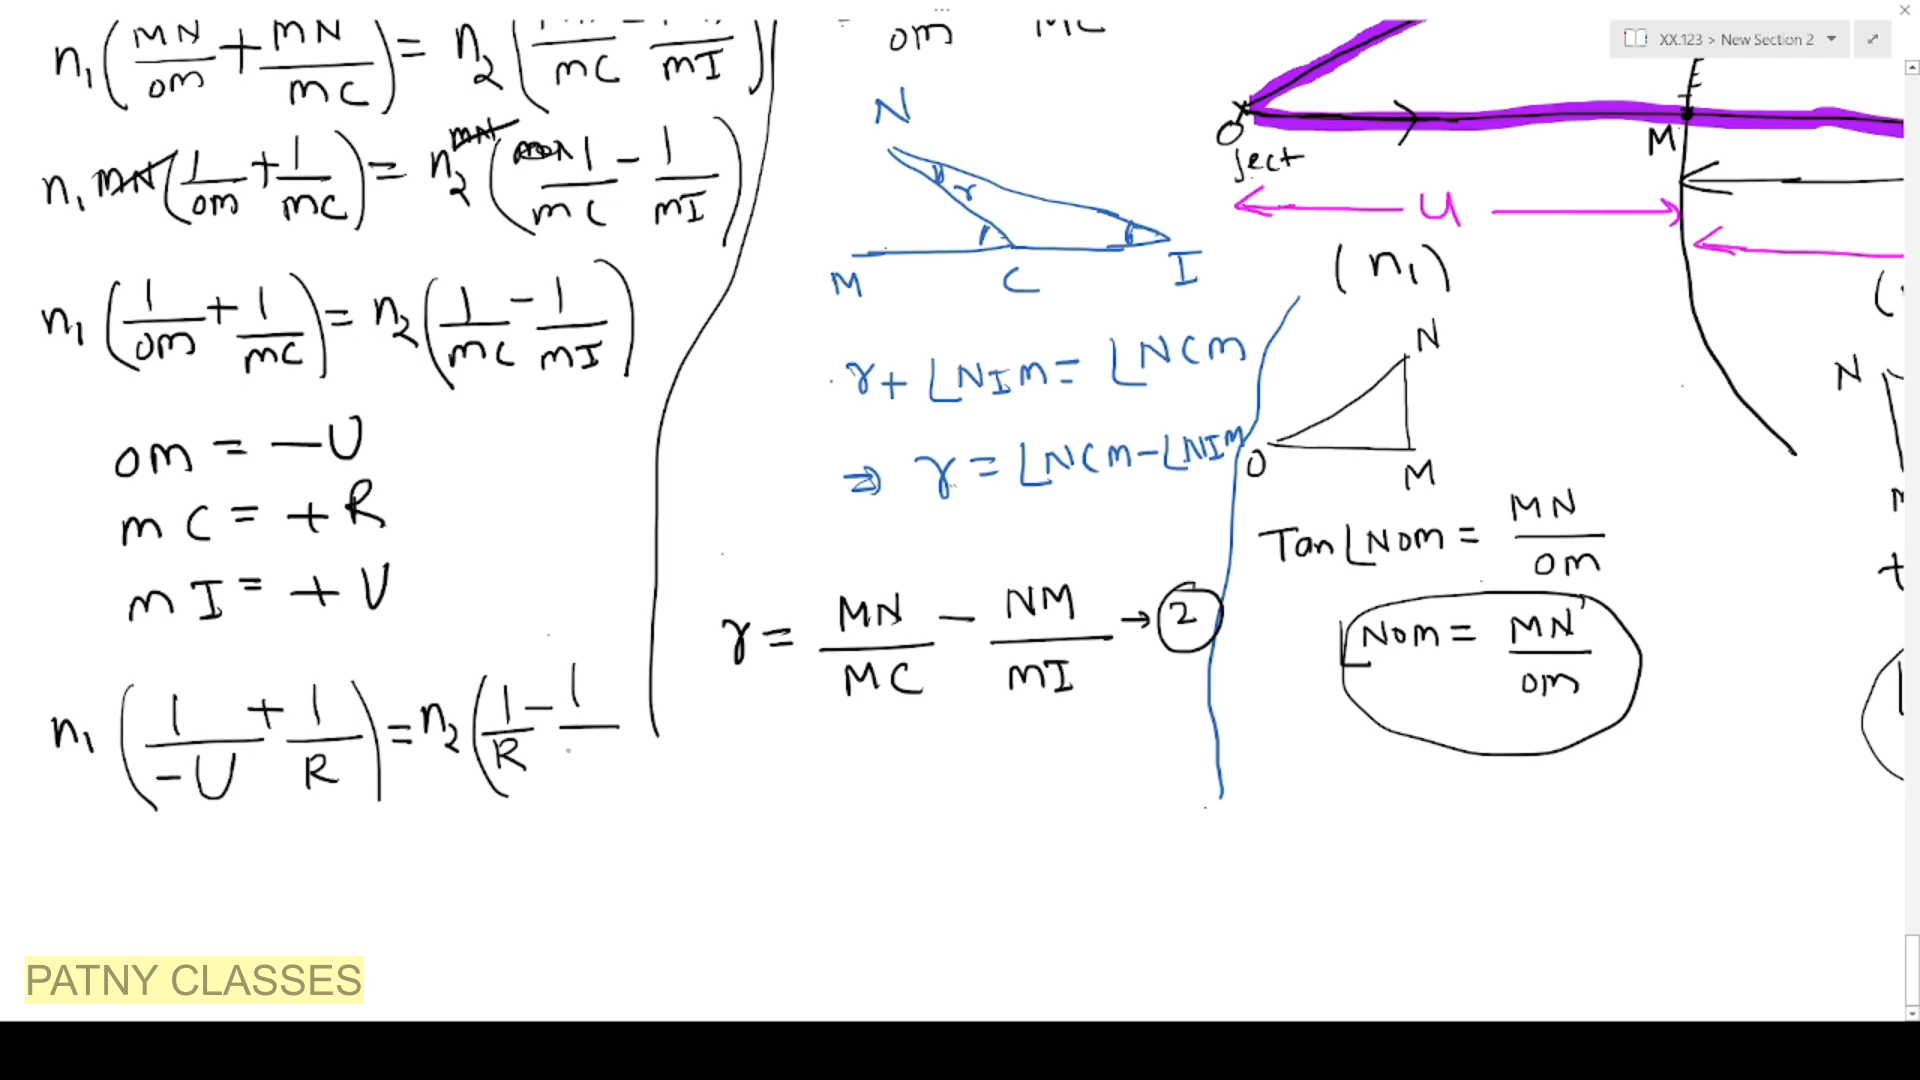 n₁(MN/om + MN/mC) = n₂(/mC - /mI)
n₁ MN(1/om + 1/mC) = n₂ MN(1/mC - 1/mI)
n₁(1/om + 1/mC) = n₂(1/mC - 1/mI)
om = -U
mC = +R
mI = +V
n₁(1/-U + 1/R) = n₂(1/R - 1/
om MC
N
r
M C I
r + ∠NIm = ∠NCm
⇒ r = ∠NCm - ∠NIm
r = MN/MC - NM/mI → 2
XX.123 > New Section 2
O
ject
M
u
(n₁)
N
O M
Tan∠Nom = MN/om
∠Nom = MN/om
N
PATNY CLASSES